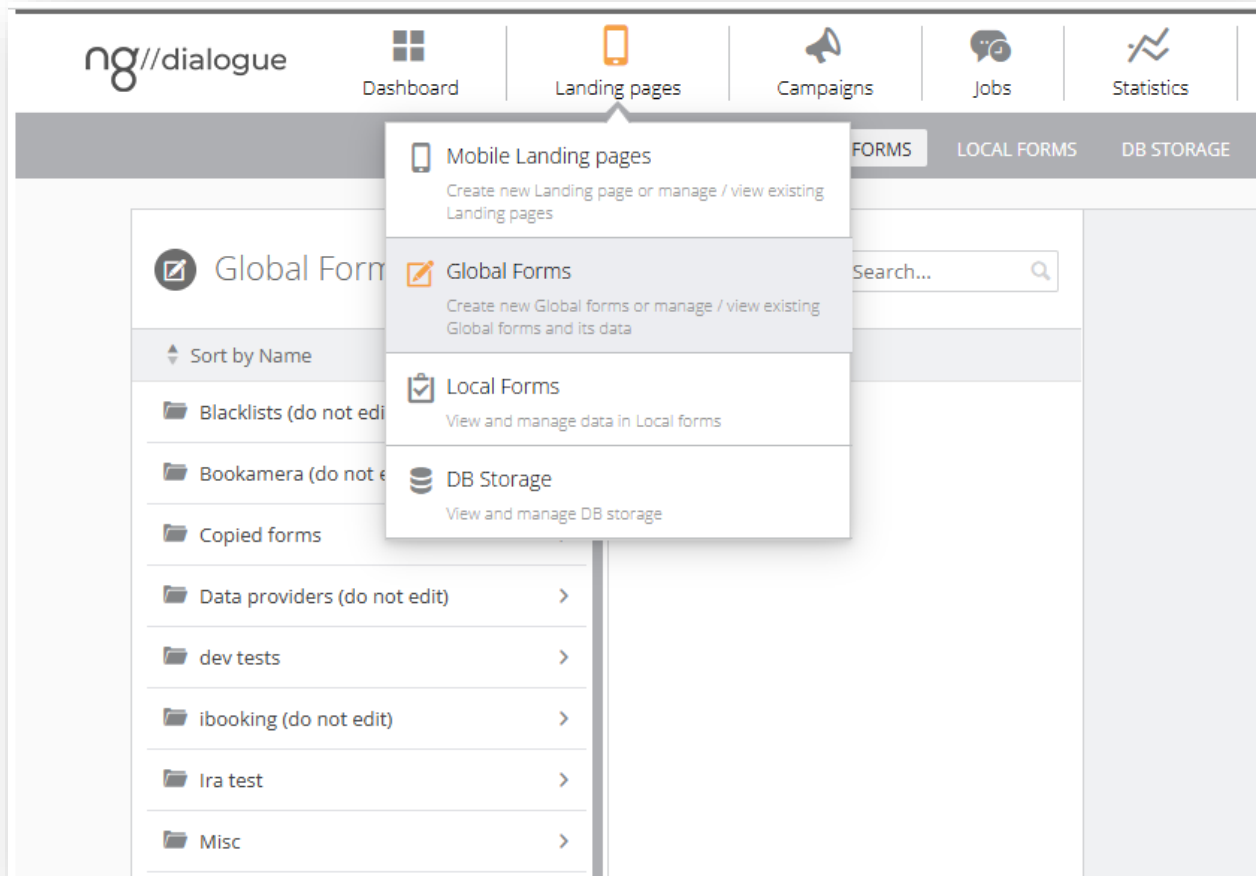 ng//dialogue
Dashboard
Landing pages
Campaigns
Jobs
Statistics
FORMS
LOCAL FORMS
DB STORAGE
Mobile Landing pages
Create new Landing page or manage / view existing
Landing pages
Global Forms
Create new Global forms or manage / view existing
Global forms and its data
Local Forms
View and manage data in Local forms
DB Storage
View and manage DB storage
Global Form
Search...
Sort by Name
Blacklists (do not edi
Bookamera (do not e
Copied forms
Data providers (do not edit)
dev tests
ibooking (do not edit)
Ira test
Misc